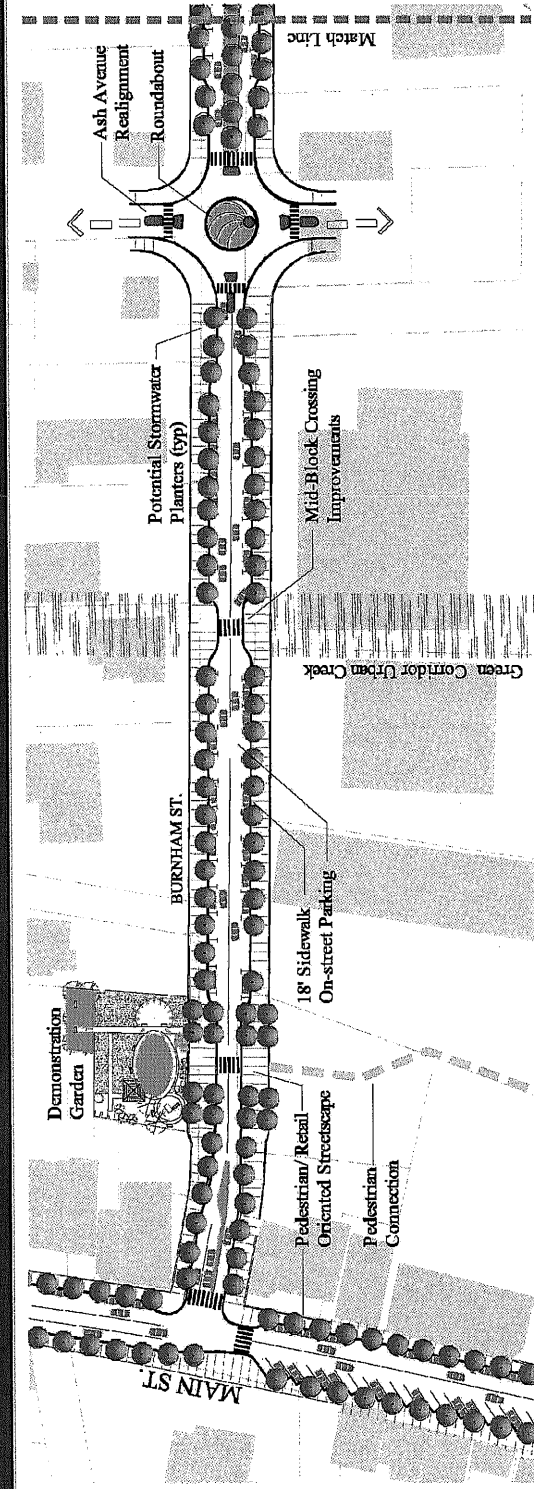 Match Line
Ash Avenue
Realignment
Roundabout
Potential Stormwater
Planters (typ)
Mid-Block Crossing
Improvements
Green Corridor Urban Creek
BURNHAM ST.
18' Sidewalk
On-street Parking
Demonstration
Garden
Pedestrian/Retail
Oriented Streetscape
Pedestrian
Connection
MAIN ST.